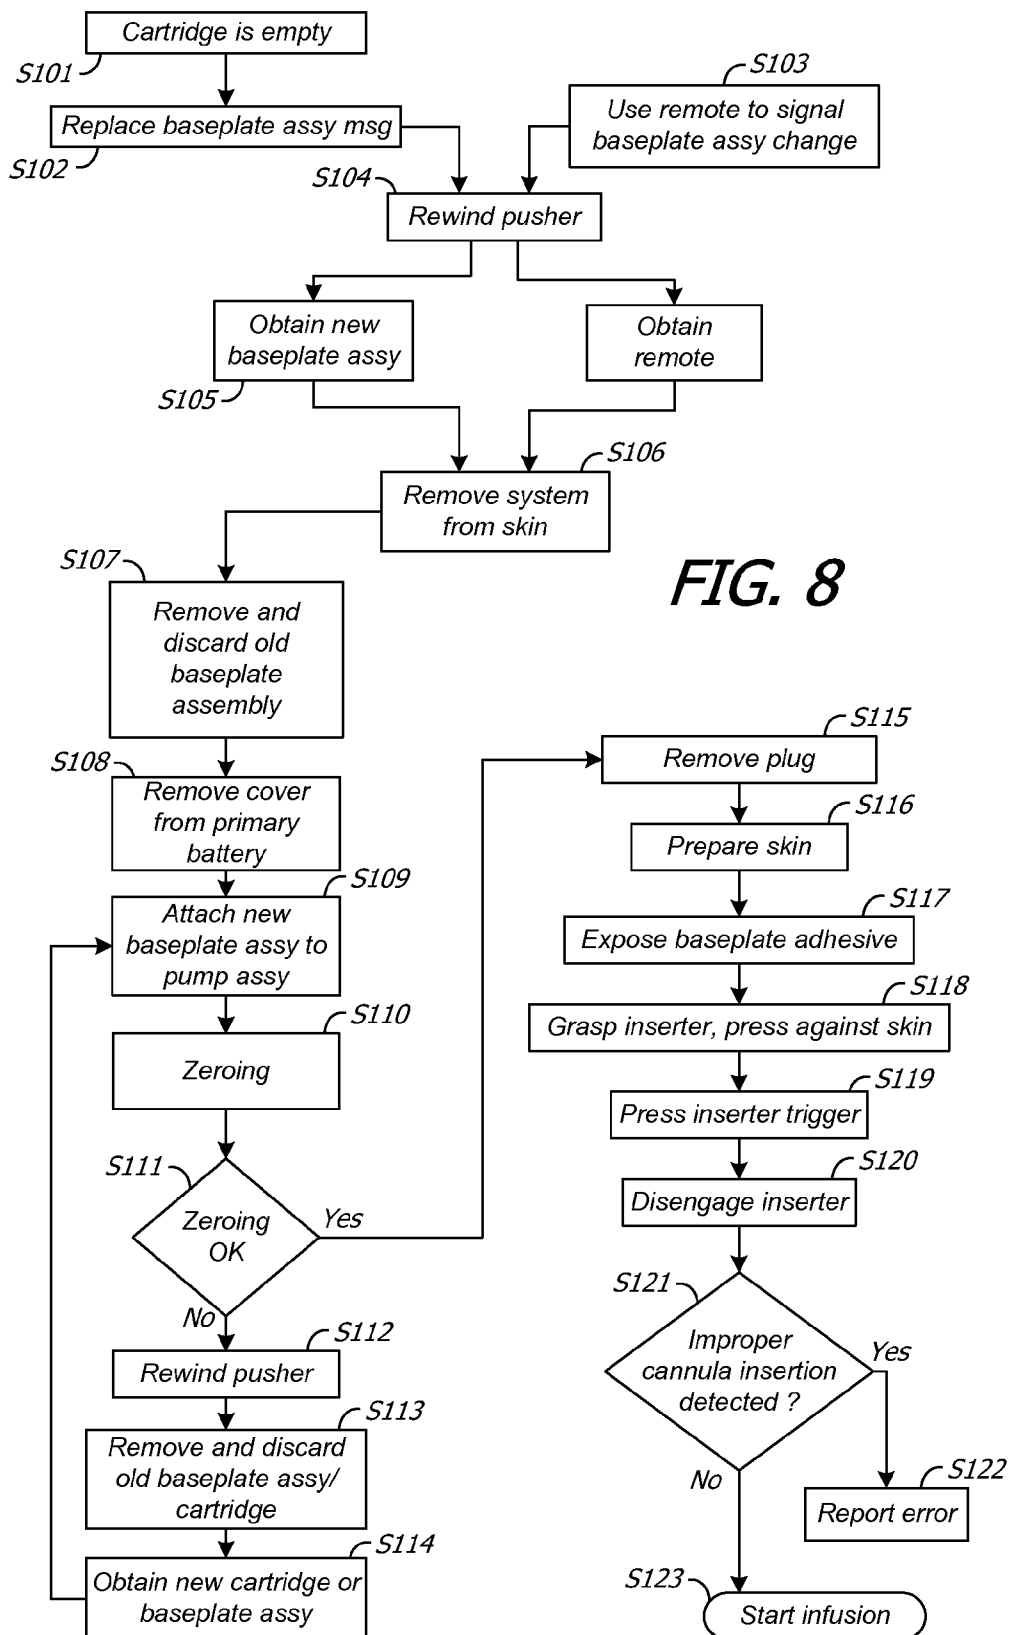 Cartridge is empty
S101
S103
Use remote to signal
baseplate assy change
Replace baseplate assy msg
S102
S104
Rewind pusher
Obtain new
baseplate assy
S105
Obtain
remote
S106
Remove system
from skin
FIG. 8
S107
Remove and
discard old
baseplate
assembly
S108
Remove cover
from primary
battery
S109
Attach new
baseplate assy to
pump assy
S110
Zeroing
S111
Zeroing
OK
Yes
No
S112
Rewind pusher
S113
Remove and discard
old baseplate assy/
cartridge
S114
Obtain new cartridge or
baseplate assy
S115
Remove plug
S116
Prepare skin
S117
Expose baseplate adhesive
S118
Grasp inserter, press against skin
S119
Press inserter trigger
S120
Disengage inserter
S121
Improper
cannula insertion
detected ?
Yes
No
S122
Report error
S123
Start infusion